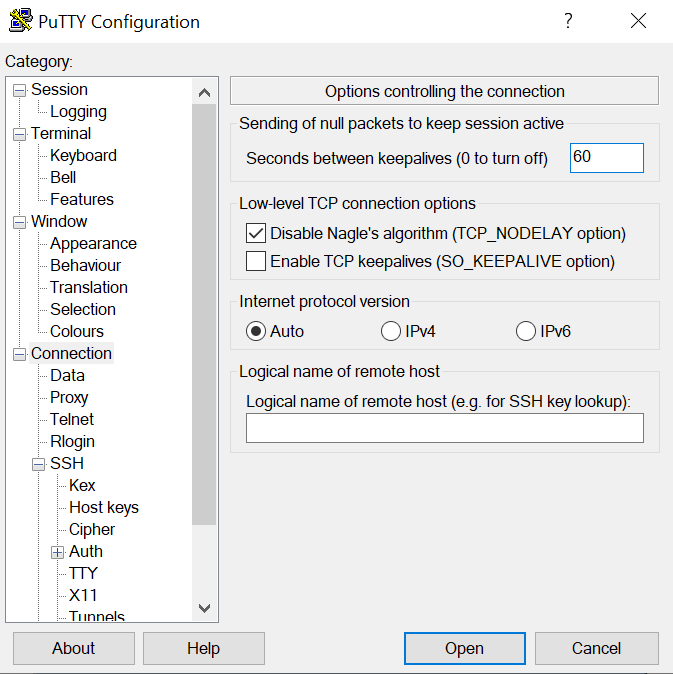 PuTTY Configuration
?
Category:
Session
Logging
Terminal
Keyboard
Bell
Features
Window
Appearance
Behaviour
Translation
Selection
Colours
Connection
Data
Proxy
Telnet
Rlogin
SSH
Kex
Host keys
Cipher
Auth
TTY
X11
Tunnels
Options controlling the connection
Sending of null packets to keep session active
Seconds between keepalives (0 to turn off) 60
Low-level TCP connection options
Disable Nagle's algorithm (TCP_NODELAY option)
Enable TCP keepalives (SO_KEEPALIVE option)
Internet protocol version
Auto IPv4 IPv6
Logical name of remote host
Logical name of remote host (e.g. for SSH key lookup):
About Help Open Cancel